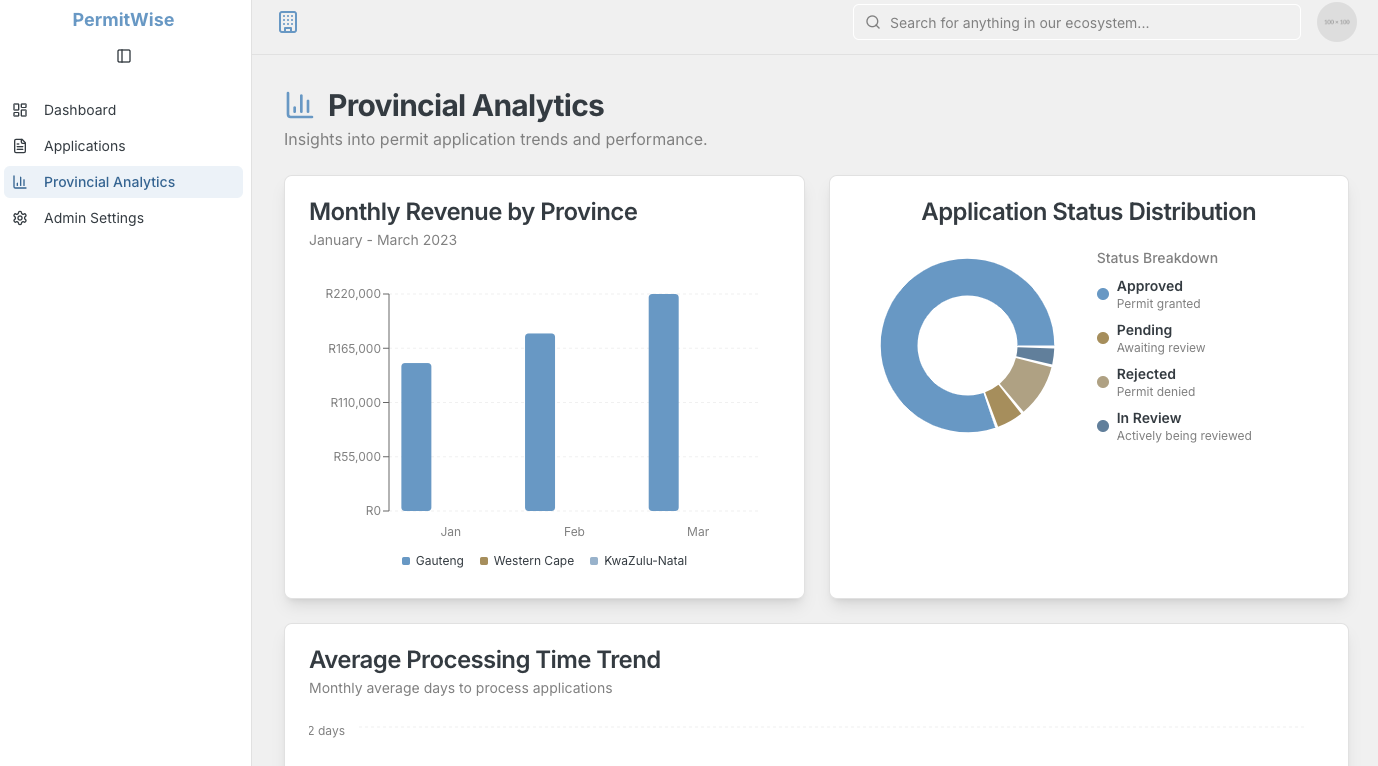 PermitWise
Search for anything in our ecosystem...
100 × 100
Dashboard
Applications
Provincial Analytics
Admin Settings
Provincial Analytics
Insights into permit application trends and performance.
Monthly Revenue by Province
January - March 2023
R220,000
R165,000
R110,000
R55,000
R0
Jan Feb Mar
Gauteng Western Cape KwaZulu-Natal
Application Status Distribution
Status Breakdown
Approved
Permit granted
Pending
Awaiting review
Rejected
Permit denied
In Review
Actively being reviewed
Average Processing Time Trend
Monthly average days to process applications
2 days